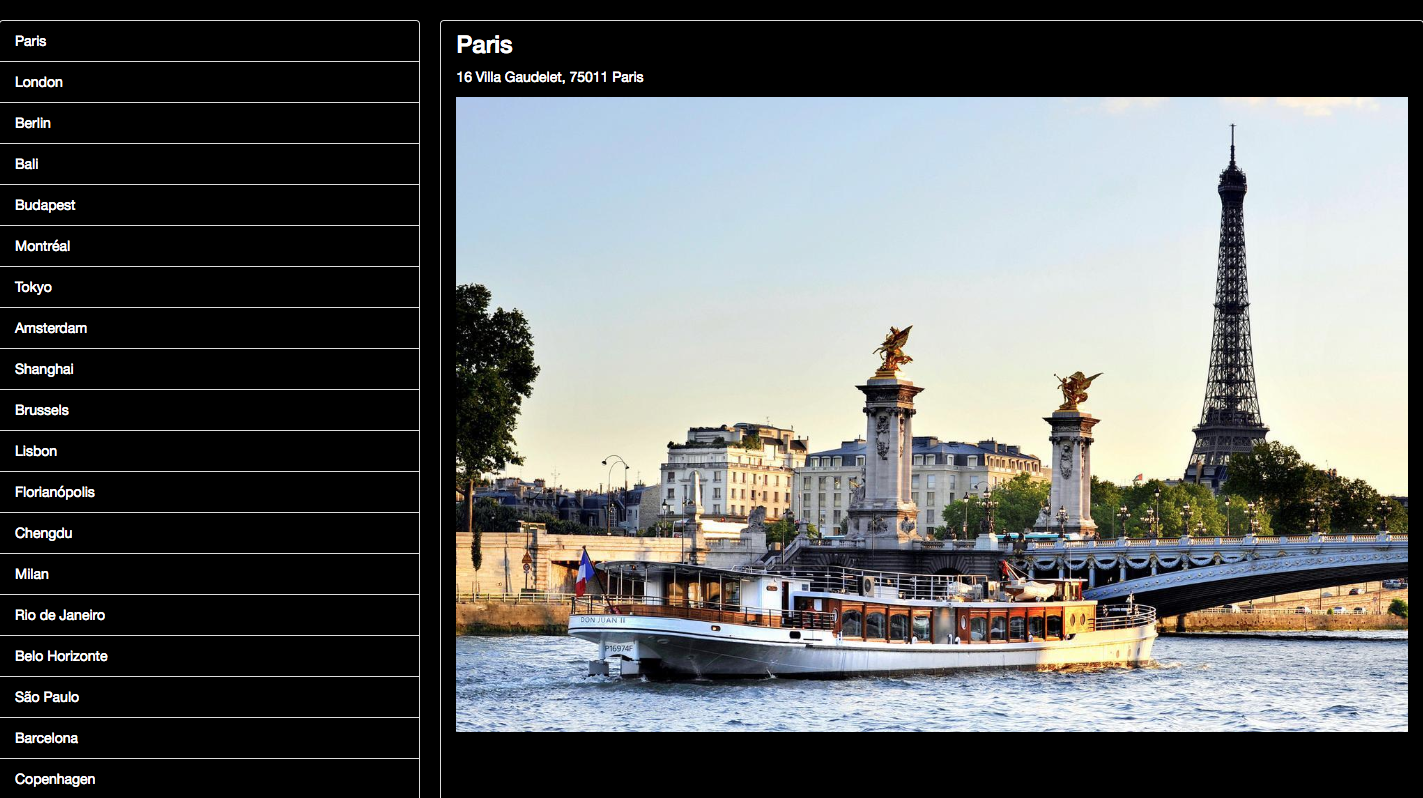 Paris
London
Berlin
Bali
Budapest
Montréal
Tokyo
Amsterdam
Shanghai
Brussels
Lisbon
Florianópolis
Chengdu
Milan
Rio de Janeiro
Belo Horizonte
São Paulo
Barcelona
Copenhagen
Paris
16 Villa Gaudelet, 75011 Paris
DON JUAN II
P16974F